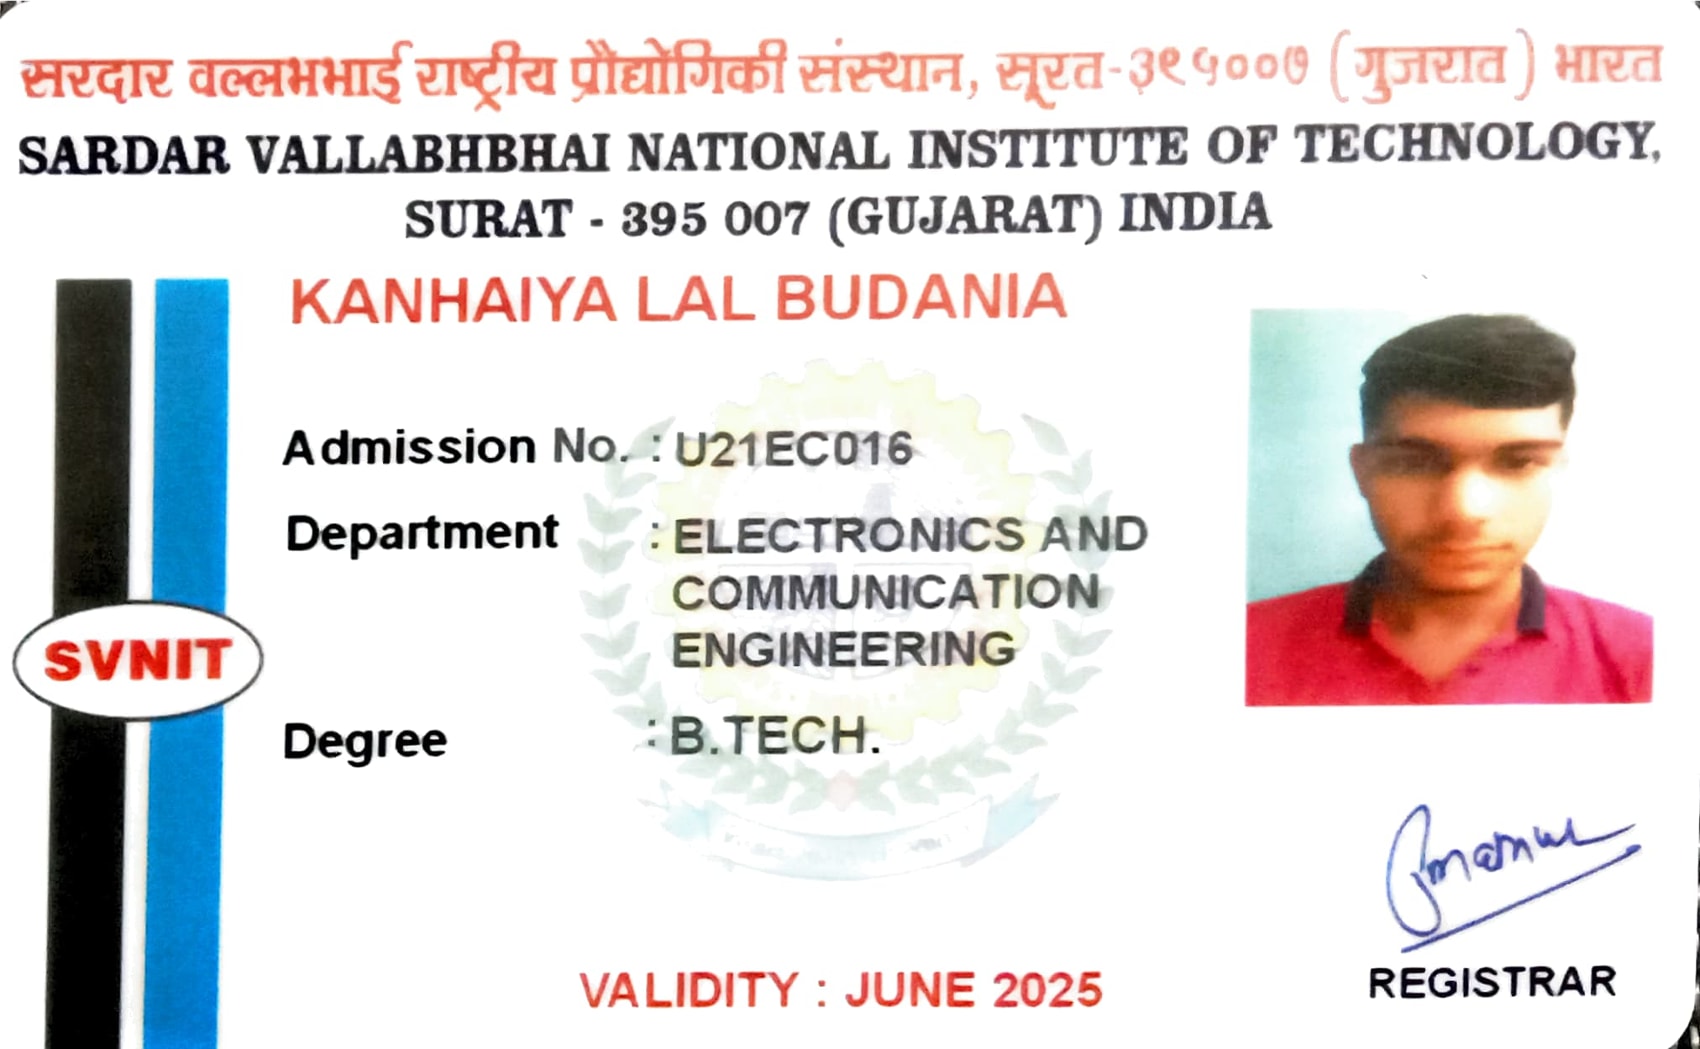 सरदार वल्लभभाई राष्ट्रीय प्रौद्योगिकी संस्थान, सूरत-३९५००७ (गुजरात) भारत
SARDAR VALLABHBHAI NATIONAL INSTITUTE OF TECHNOLOGY,
SURAT - 395 007 (GUJARAT) INDIA
KANHAIYA LAL BUDANIA
Admission No. : U21EC016
Department : ELECTRONICS AND
COMMUNICATION
ENGINEERING
SVNIT
Degree : B.TECH.
REGISTRAR
VALIDITY : JUNE 2025